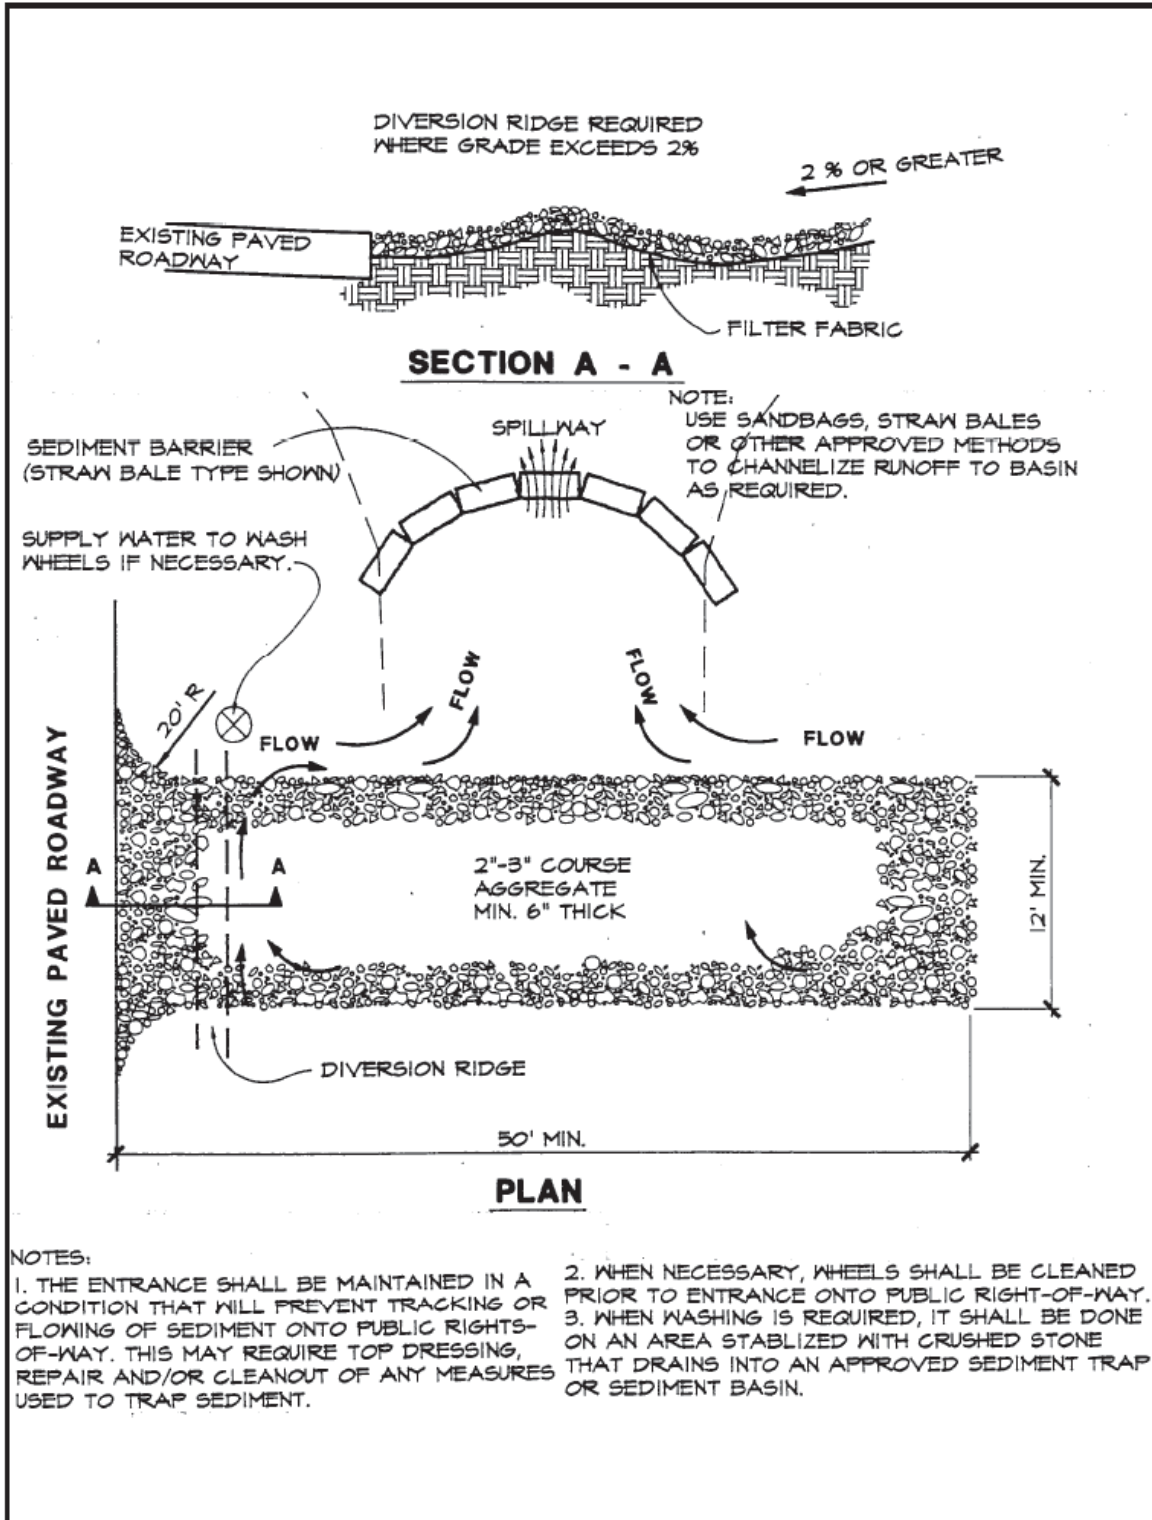 DIVERSION RIDGE REQUIRED
WHERE GRADE EXCEEDS 2%
2 % OR GREATER
EXISTING PAVED
ROADWAY
FILTER FABRIC
SECTION A - A
NOTE:
USE SANDBAGS, STRAW BALES
OR OTHER APPROVED METHODS
TO CHANNELIZE RUNOFF TO BASIN
AS REQUIRED.
SPILLWAY
SEDIMENT BARRIER
(STRAW BALE TYPE SHOWN)
SUPPLY WATER TO WASH
WHEELS IF NECESSARY.
FLOW
FLOW
20' R
FLOW
FLOW
EXISTING PAVED ROADWAY
A
A
2"-3" COURSE
AGGREGATE
MIN. 6" THICK
12' MIN.
DIVERSION RIDGE
50' MIN.
PLAN
NOTES:
1. THE ENTRANCE SHALL BE MAINTAINED IN A
CONDITION THAT WILL PREVENT TRACKING OR
FLOWING OF SEDIMENT ONTO PUBLIC RIGHTS-
OF-WAY. THIS MAY REQUIRE TOP DRESSING,
REPAIR AND/OR CLEANOUT OF ANY MEASURES
USED TO TRAP SEDIMENT.
2. WHEN NECESSARY, WHEELS SHALL BE CLEANED
PRIOR TO ENTRANCE ONTO PUBLIC RIGHT-OF-WAY.
3. WHEN WASHING IS REQUIRED, IT SHALL BE DONE
ON AN AREA STABLIZED WITH CRUSHED STONE
THAT DRAINS INTO AN APPROVED SEDIMENT TRAP
OR SEDIMENT BASIN.